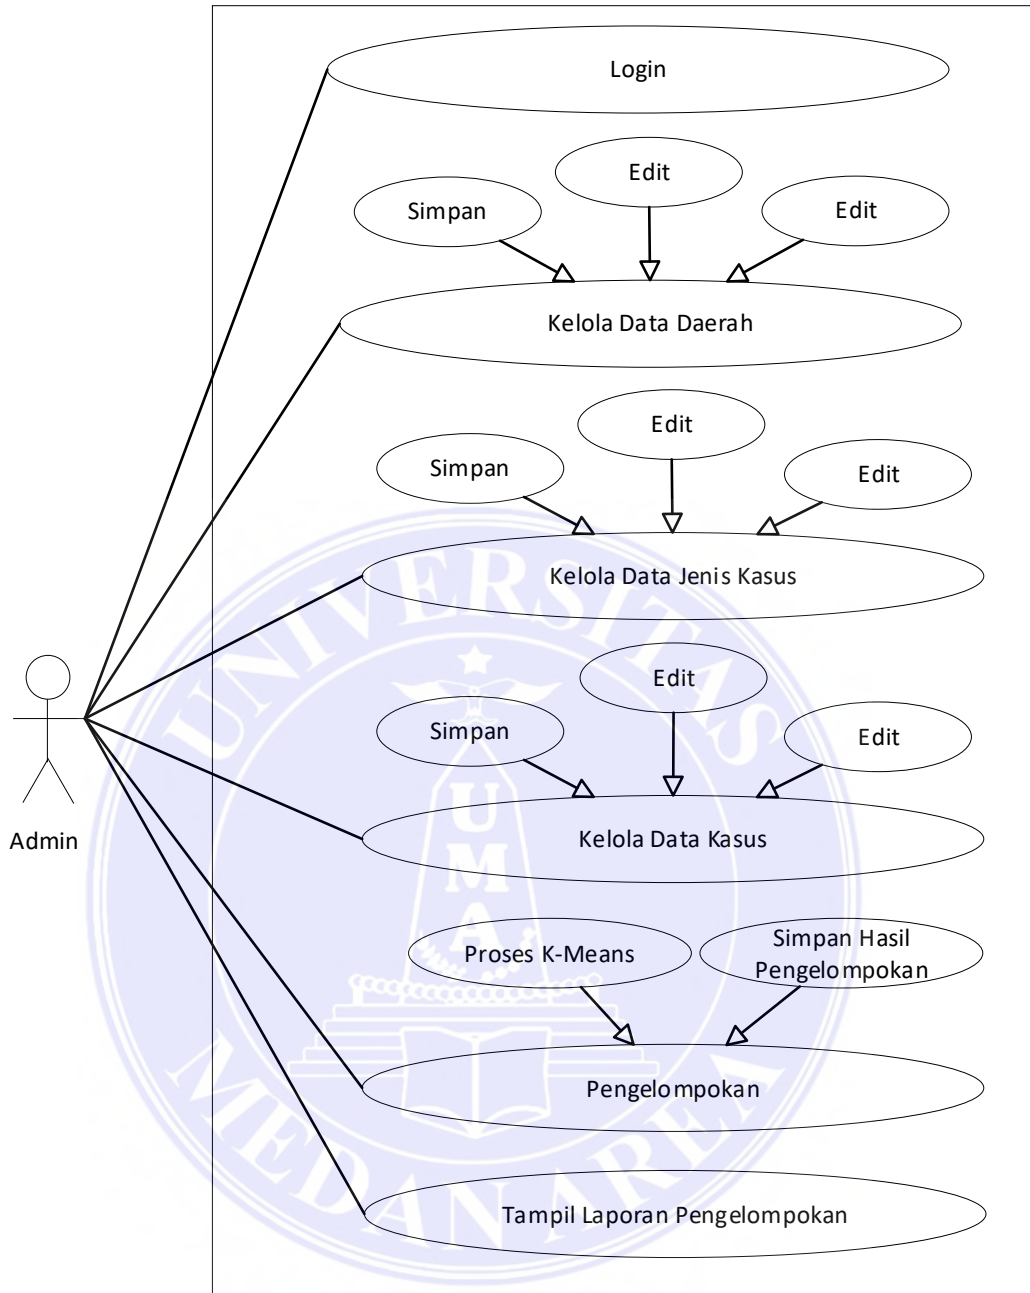 Login
Edit
Simpan
Edit
Kelola Data Daerah
Edit
Simpan
Edit
Kelola Data Jenis Kasus
Edit
Simpan
Edit
Admin
Kelola Data Kasus
Proses K-Means
Simpan Hasil
Pengelompokan
Pengelompokan
Tampil Laporan Pengelompokan
UNIVERSITAS
UMA
MEDAN AREA